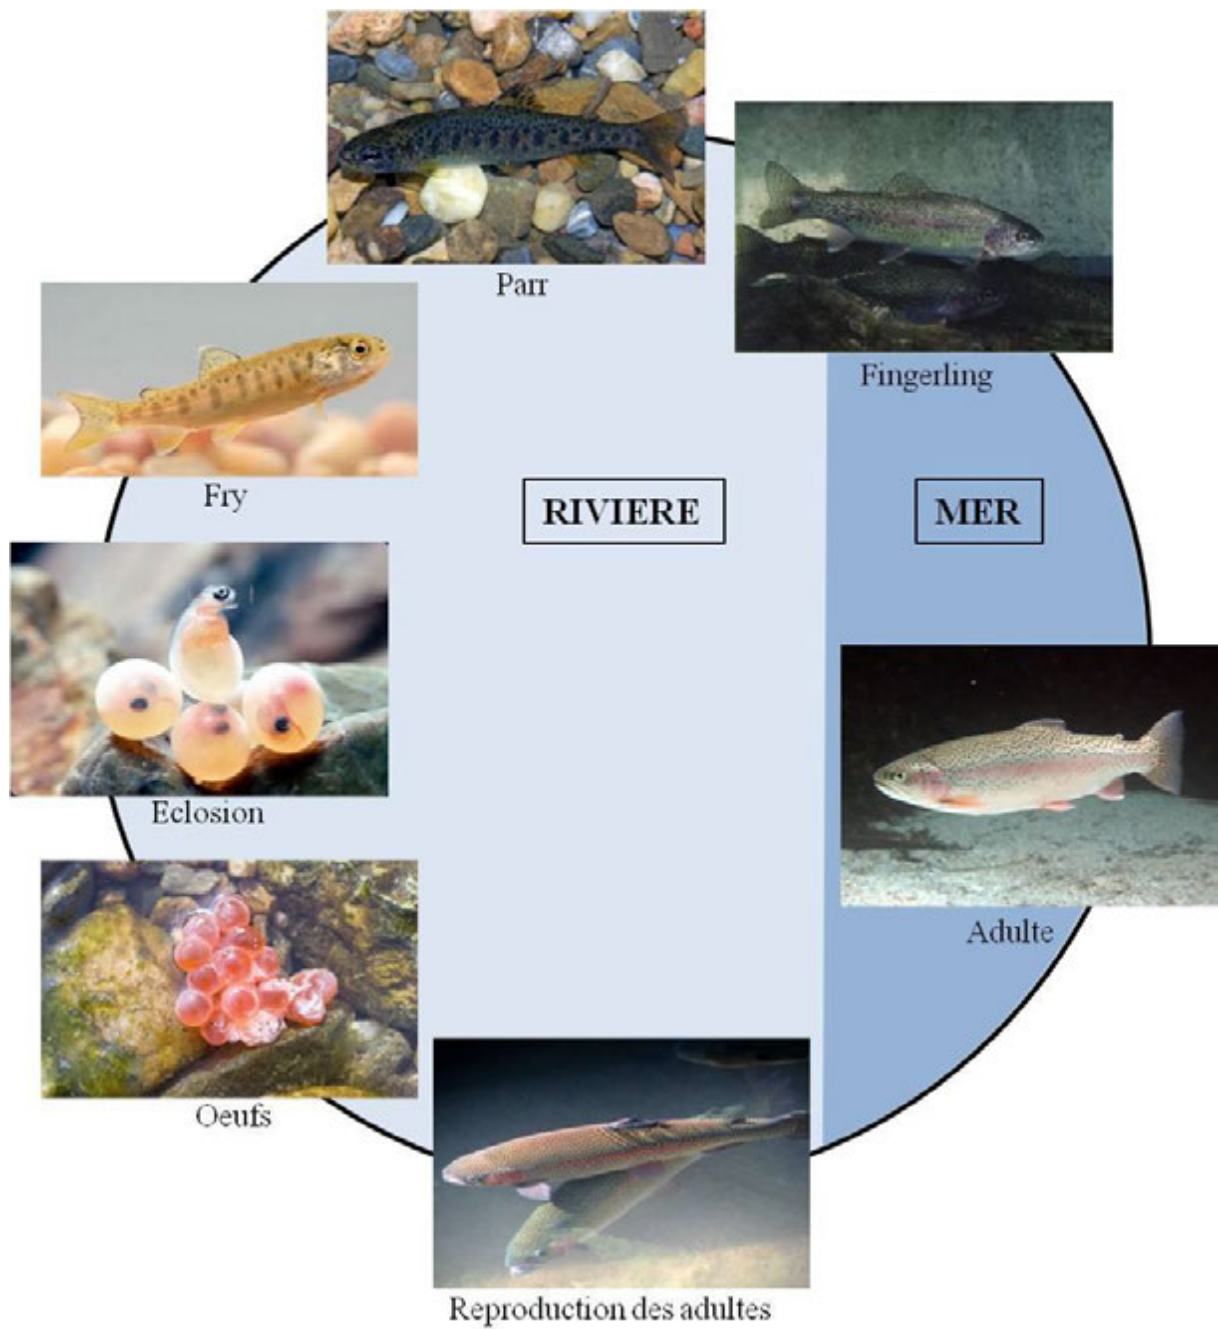 Parr
Fingerling
Fry
RIVIERE
MER
Eclosion
Adulte
Oeufs
Reproduction des adultes